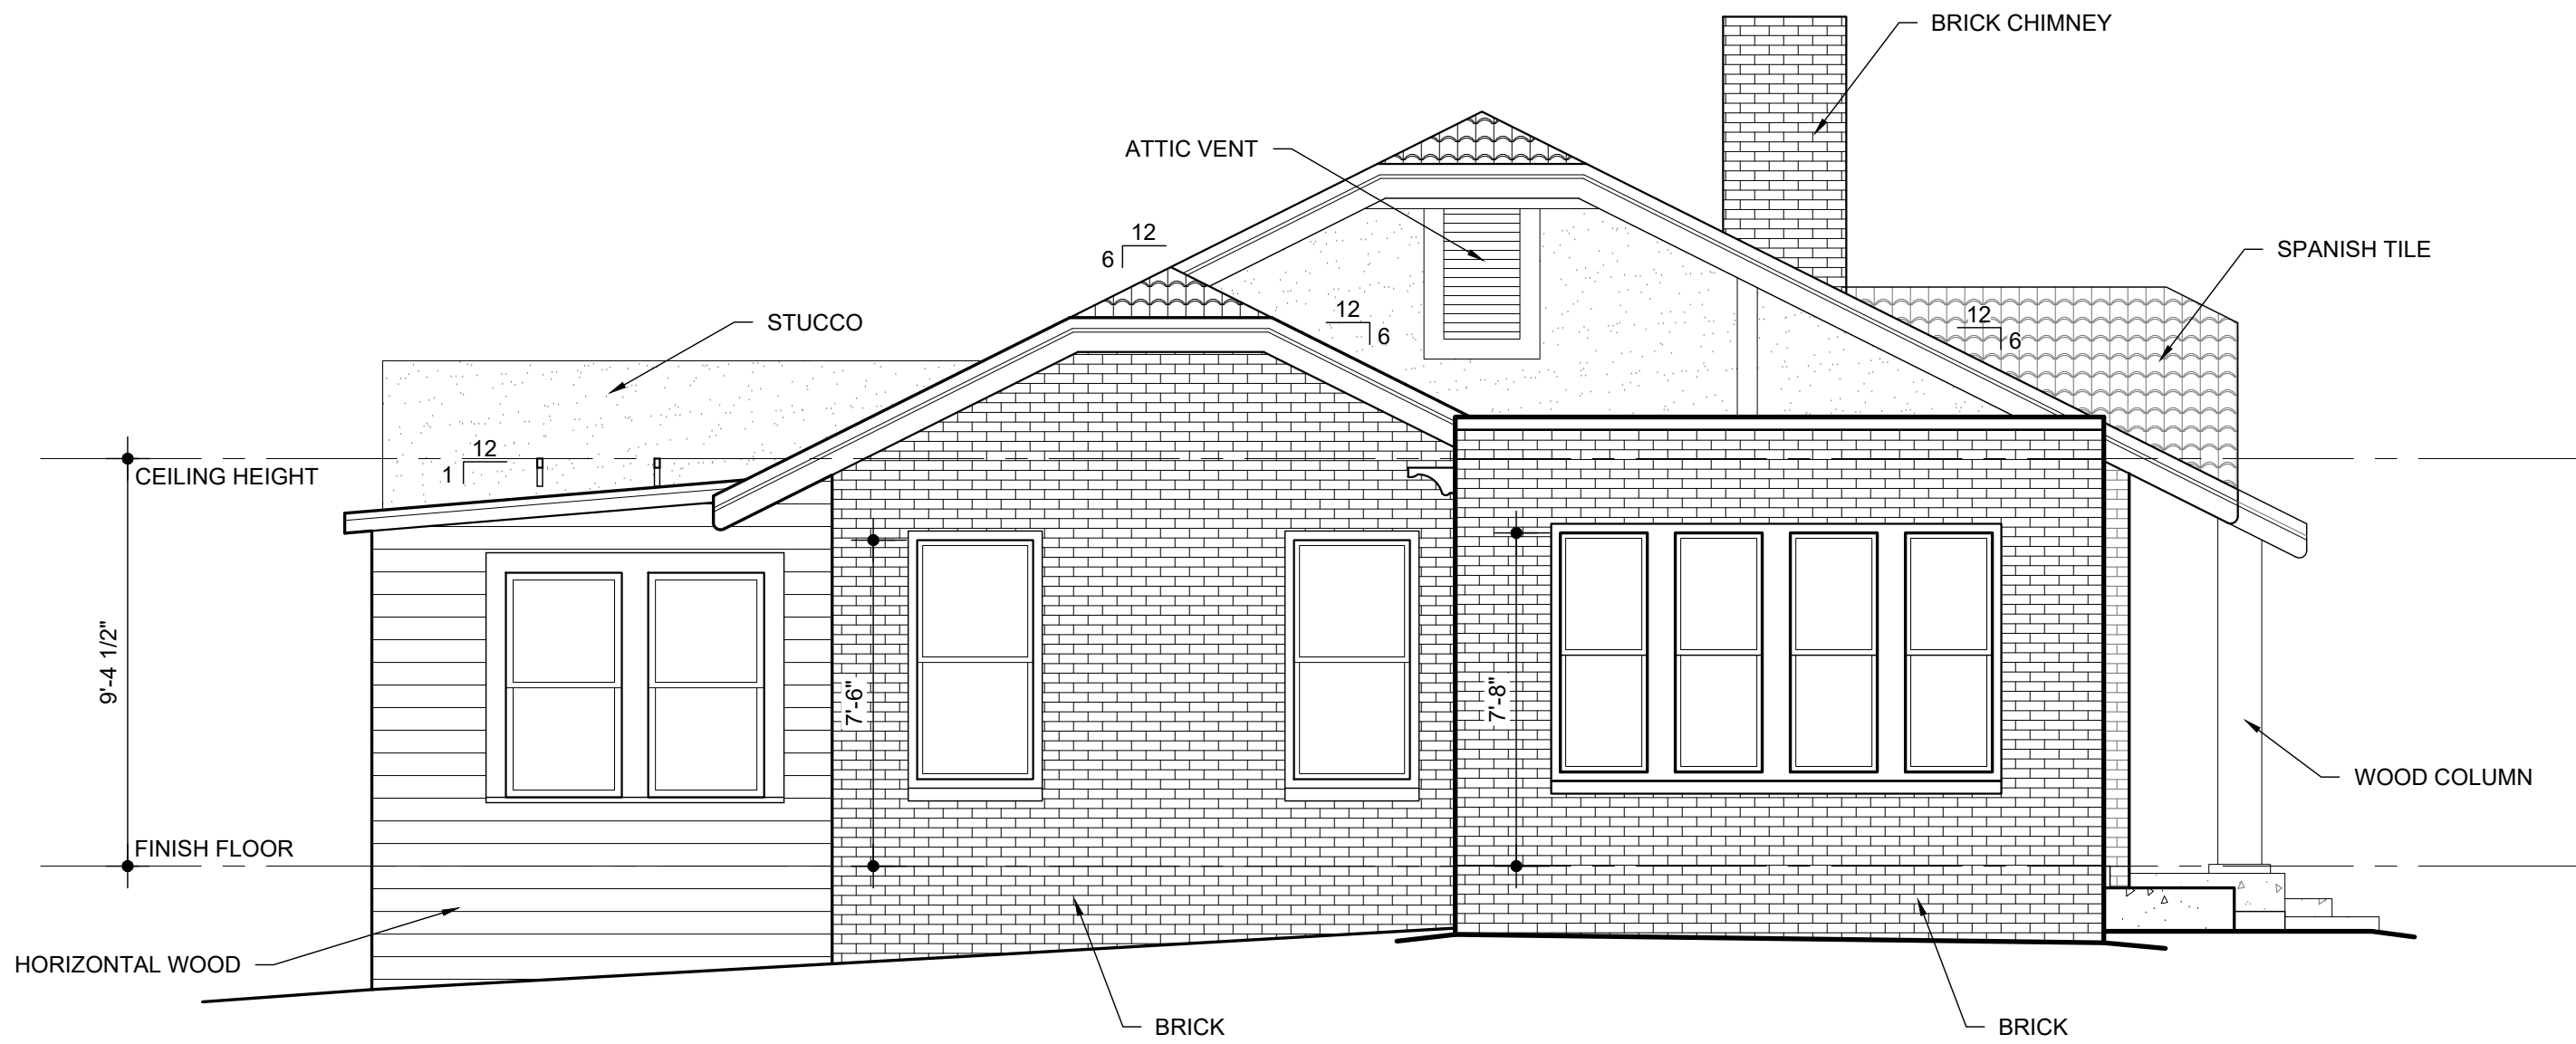 BRICK CHIMNEY
ATTIC VENT
12
6
SPANISH TILE
STUCCO
12
6
12
6
12
1
CEILING HEIGHT
9'-4 1/2"
7'-6"
7'-8"
WOOD COLUMN
FINISH FLOOR
HORIZONTAL WOOD
BRICK
BRICK